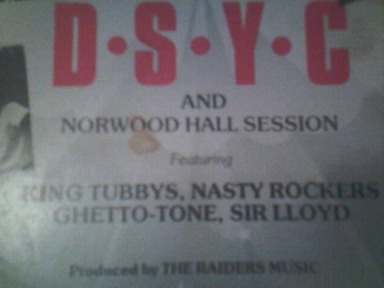 D•S•Y•C
AND
NORWOOD HALL SESSION
Featuring
KING TUBBYS, NASTY ROCKERS
GHETTO-TONE, SIR LLOYD
Produced by THE RAIDERS MUSIC